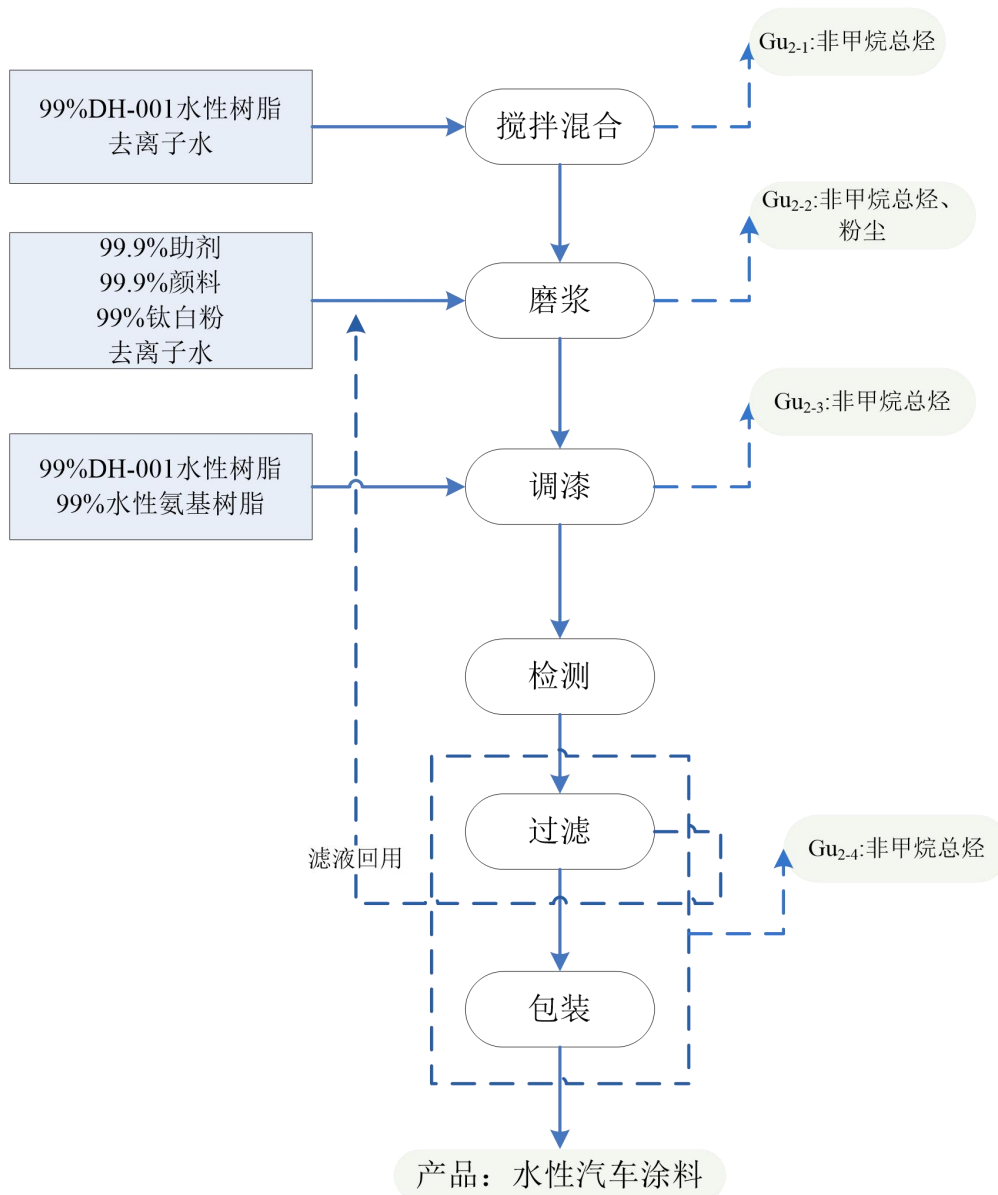 Gu2-1:非甲烷总烃
99%DH-001水性树脂
去离子水
搅拌混合
Gu2-2:非甲烷总烃、
粉尘
99.9%助剂
99.9%颜料
99%钛白粉
去离子水
磨浆
Gu2-3:非甲烷总烃
99%DH-001水性树脂
99%水性氨基树脂
调漆
检测
过滤
滤液回用
Gu2-4:非甲烷总烃
包装
产品：水性汽车涂料